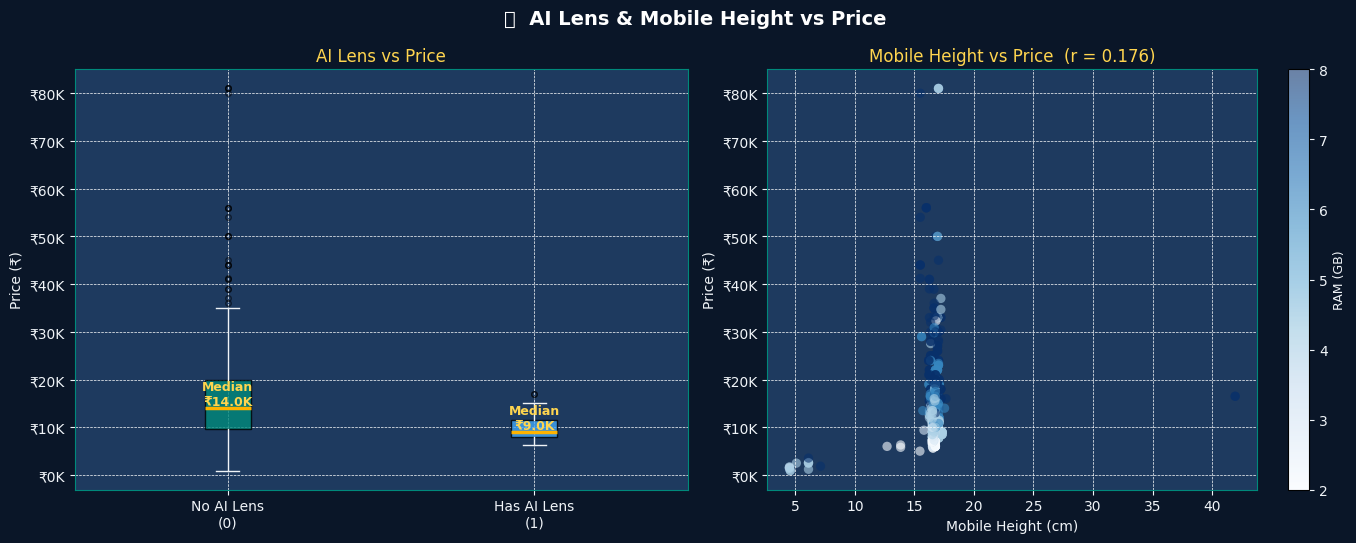 AI Lens & Mobile Height vs Price
AI Lens vs Price
Price (₹)
₹80K
₹70K
₹60K
₹50K
₹40K
₹30K
₹20K
₹10K
₹0K
Median
₹14.0K
Median
₹9.0K
No AI Lens
(0)
Has AI Lens
(1)
Mobile Height vs Price (r = 0.176)
Price (₹)
₹80K
₹70K
₹60K
₹50K
₹40K
₹30K
₹20K
₹10K
₹0K
5 10 15 20 25 30 35 40
Mobile Height (cm)
8
7
6
5
4
3
2
RAM (GB)